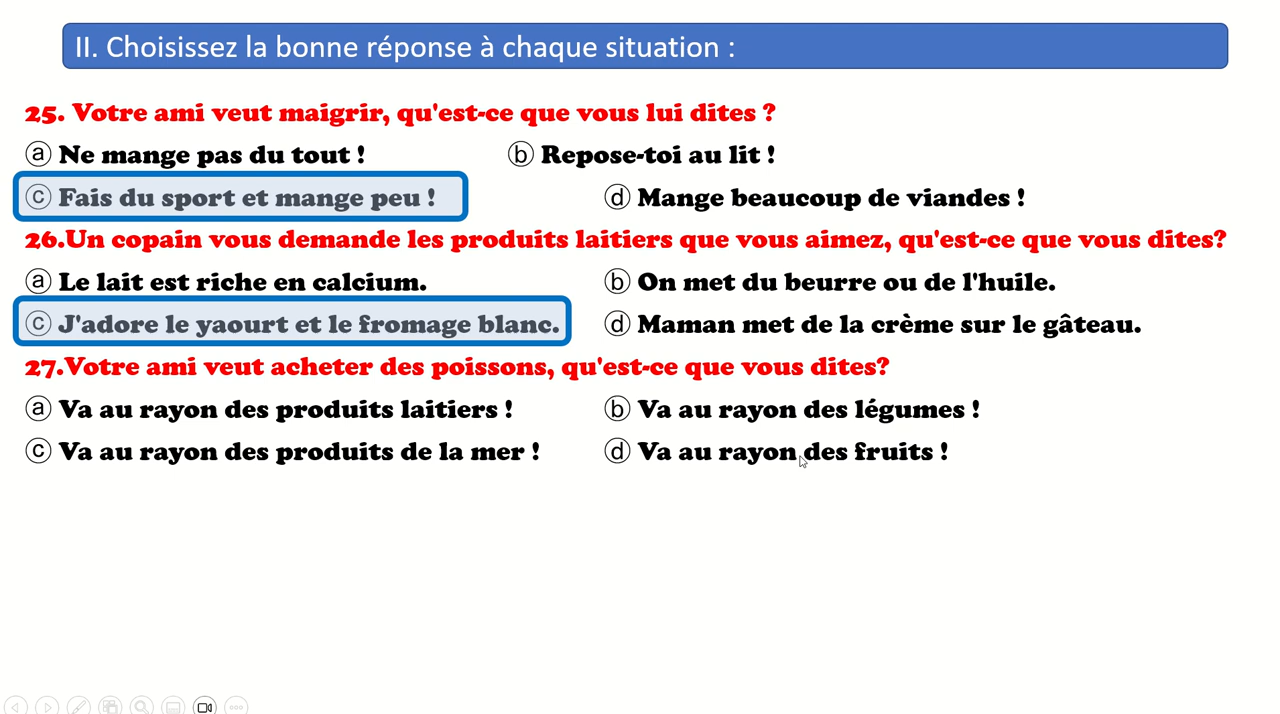 II. Choisissez la bonne réponse à chaque situation :
25. Votre ami veut maigrir, qu'est-ce que vous lui dites ?
ⓐ Ne mange pas du tout ! ⓑ Repose-toi au lit !
ⓒ Fais du sport et mange peu ! ⓓ Mange beaucoup de viandes !
26.Un copain vous demande les produits laitiers que vous aimez, qu'est-ce que vous dites?
ⓐ Le lait est riche en calcium. ⓑ On met du beurre ou de l'huile.
ⓒ J'adore le yaourt et le fromage blanc. ⓓ Maman met de la crème sur le gâteau.
27.Votre ami veut acheter des poissons, qu'est-ce que vous dites?
ⓐ Va au rayon des produits laitiers ! ⓑ Va au rayon des légumes !
ⓒ Va au rayon des produits de la mer ! ⓓ Va au rayon des fruits !